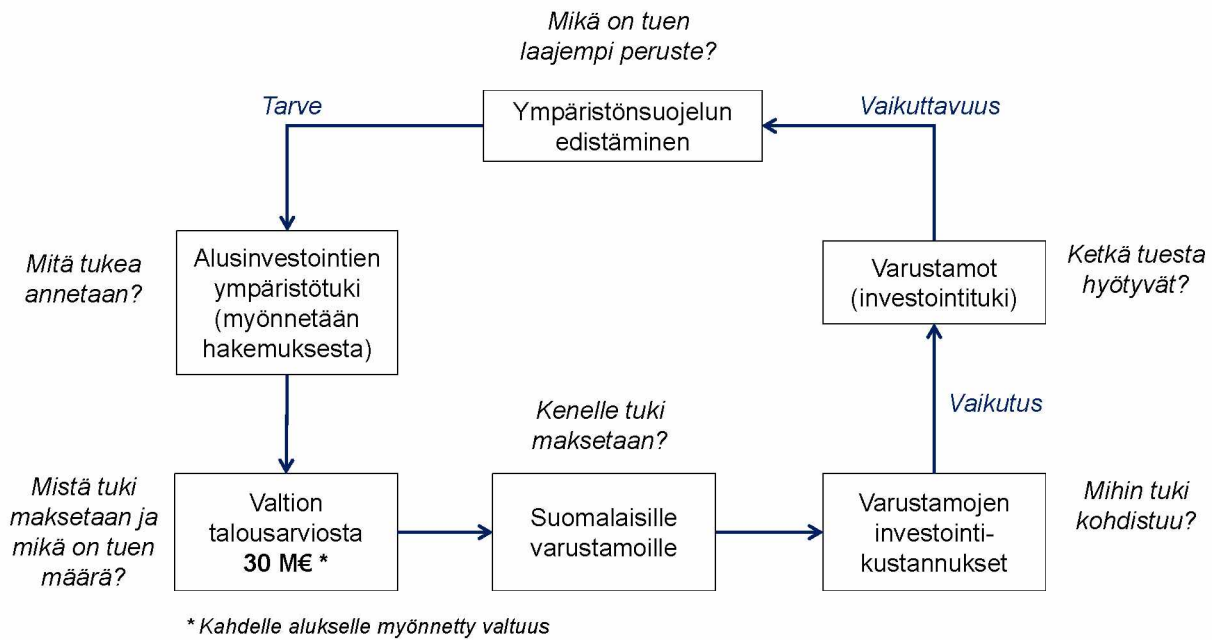 Mikä on tuen
laajempi peruste?
Tarve
Ympäristönsuojelun
edistäminen
Vaikuttavuus
Mitä tukea
annetaan?
Alusinvestointien
ympäristötuki
(myönnetään
hakemuksesta)
Varustamot
(investointituki)
Ketkä tuesta
hyötyvät?
Kenelle tuki
maksetaan?
Vaikutus
Mistä tuki
maksetaan ja
mikä on tuen
määrä?
Valtion
talousarviosta
30 M€ *
Suomalaisille
varustamoille
Varustamojen
investointi-
kustannukset
Mihin tuki
kohdistuu?
* Kahdelle alukselle myönnetty valtuus